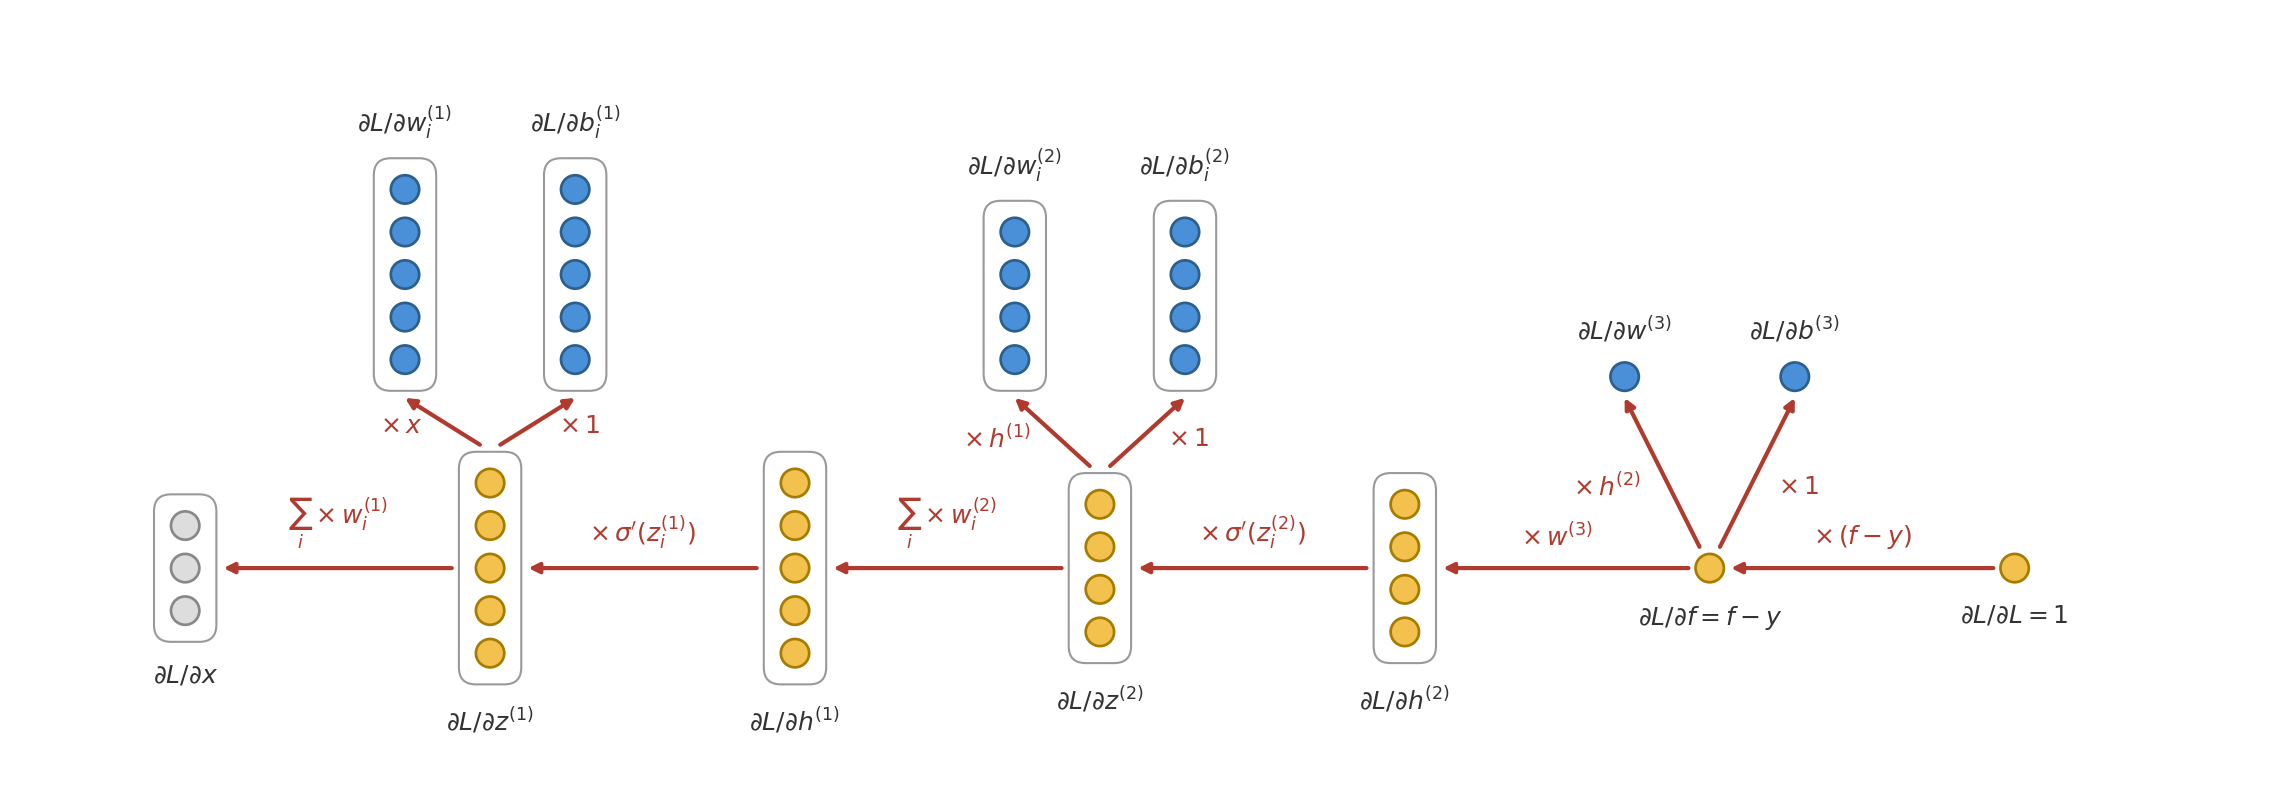 ∂L/∂w_i^{(1)} ∂L/∂b_i^{(1)}
∂L/∂w_i^{(2)} ∂L/∂b_i^{(2)}
∂L/∂w^{(3)} ∂L/∂b^{(3)}
× x × 1
× h^{(1)} × 1
× h^{(2)} × 1
∑_i × w_i^{(1)} × σ′(z_i^{(1)}) ∑_i × w_i^{(2)} × σ′(z_i^{(2)}) × w^{(3)} × (f − y)
∂L/∂f = f − y ∂L/∂L = 1
∂L/∂x
∂L/∂z^{(1)} ∂L/∂h^{(1)} ∂L/∂z^{(2)} ∂L/∂h^{(2)}